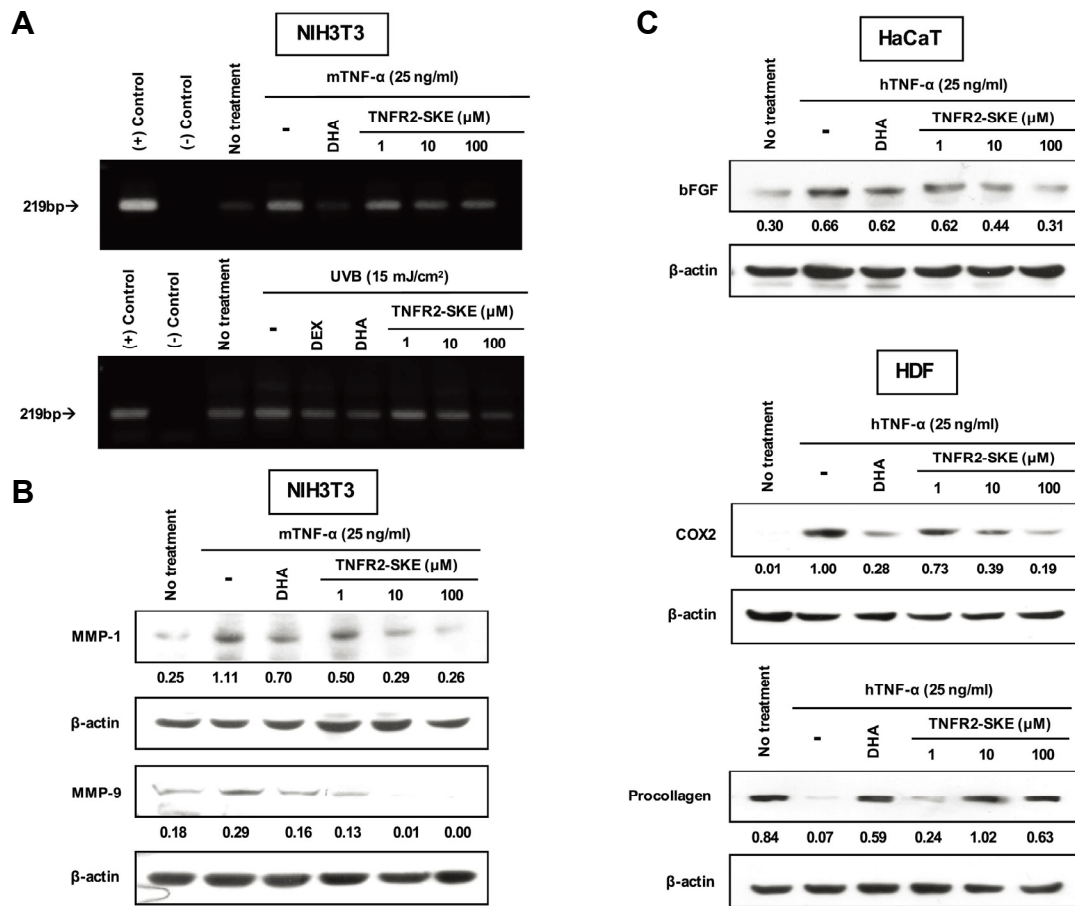 A
NIH3T3
mTNF-α (25 ng/ml)
TNFR2-SKE (μM)
(+) Control
(-) Control
No treatment
-
DHA
1 10 100
219bp→
UVB (15 mJ/cm²)
TNFR2-SKE (μM)
(+) Control
(-) Control
No treatment
-
DEX
DHA
1 10 100
219bp→
B
NIH3T3
mTNF-α (25 ng/ml)
TNFR2-SKE (μM)
No treatment
-
DHA
1 10 100
MMP-1
0.25 1.11 0.70 0.50 0.29 0.26
β-actin
MMP-9
0.18 0.29 0.16 0.13 0.01 0.00
β-actin
C
HaCaT
hTNF-α (25 ng/ml)
TNFR2-SKE (μM)
No treatment
-
DHA
1 10 100
bFGF
0.30 0.66 0.62 0.62 0.44 0.31
β-actin
HDF
hTNF-α (25 ng/ml)
TNFR2-SKE (μM)
No treatment
-
DHA
1 10 100
COX2
0.01 1.00 0.28 0.73 0.39 0.19
β-actin
hTNF-α (25 ng/ml)
TNFR2-SKE (μM)
No treatment
-
DHA
1 10 100
Procollagen
0.84 0.07 0.59 0.24 1.02 0.63
β-actin